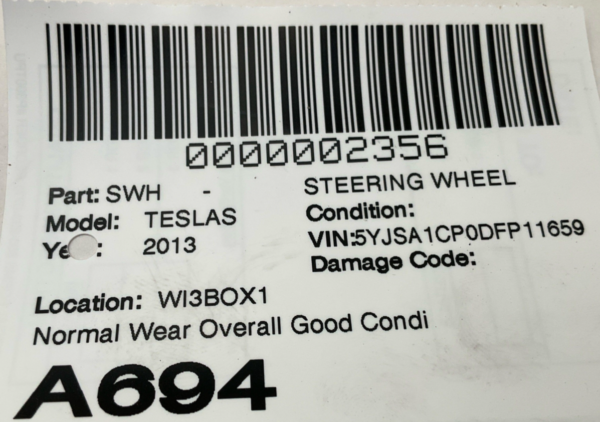 0000002356
Part: SWH - STEERING WHEEL
Model: TESLAS Condition:
Ye : 2013 VIN:5YJSA1CP0DFP11659
Damage Code:
Location: WI3BOX1
Normal Wear Overall Good Condi
A694